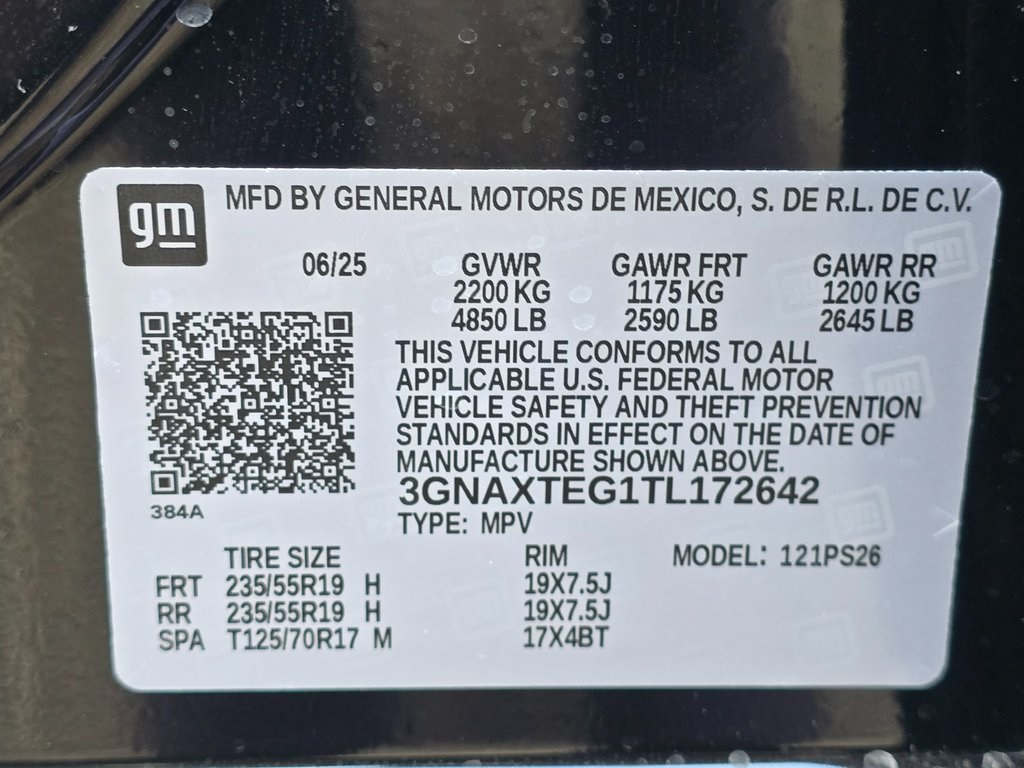 gm MFD BY GENERAL MOTORS DE MEXICO, S. DE R.L. DE C.V.
06/25 GVWR GAWR FRT GAWR RR
2200 KG 1175 KG 1200 KG
4850 LB 2590 LB 2645 LB
THIS VEHICLE CONFORMS TO ALL
APPLICABLE U.S. FEDERAL MOTOR
VEHICLE SAFETY AND THEFT PREVENTION
STANDARDS IN EFFECT ON THE DATE OF
MANUFACTURE SHOWN ABOVE.
3GNAXTEG1TL172642
384A
TYPE: MPV
TIRE SIZE RIM MODEL: 121PS26
FRT 235/55R19 H 19X7.5J
RR 235/55R19 H 19X7.5J
SPA T125/70R17 M 17X4BT